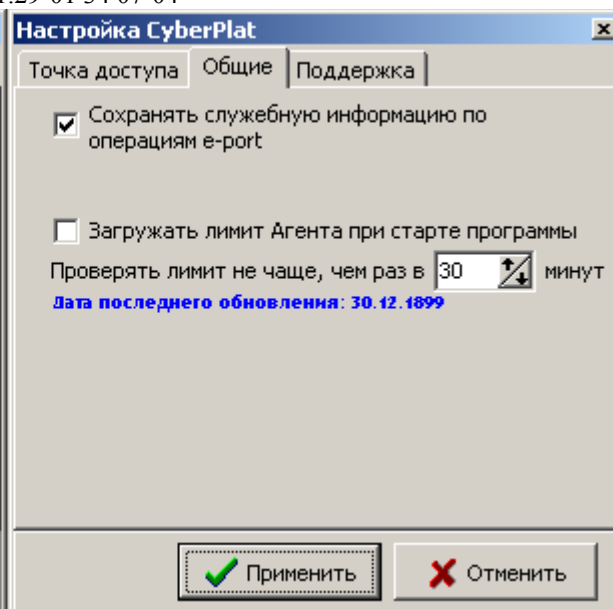 Настройка CyberPlat
Точка доступа Общие Поддержка
Сохранять служебную информацию по
операциям e-port
Загружать лимит Агента при старте программы
Проверять лимит не чаще, чем раз в 30 минут
Дата последнего обновления: 30.12.1899
Применить Отменить